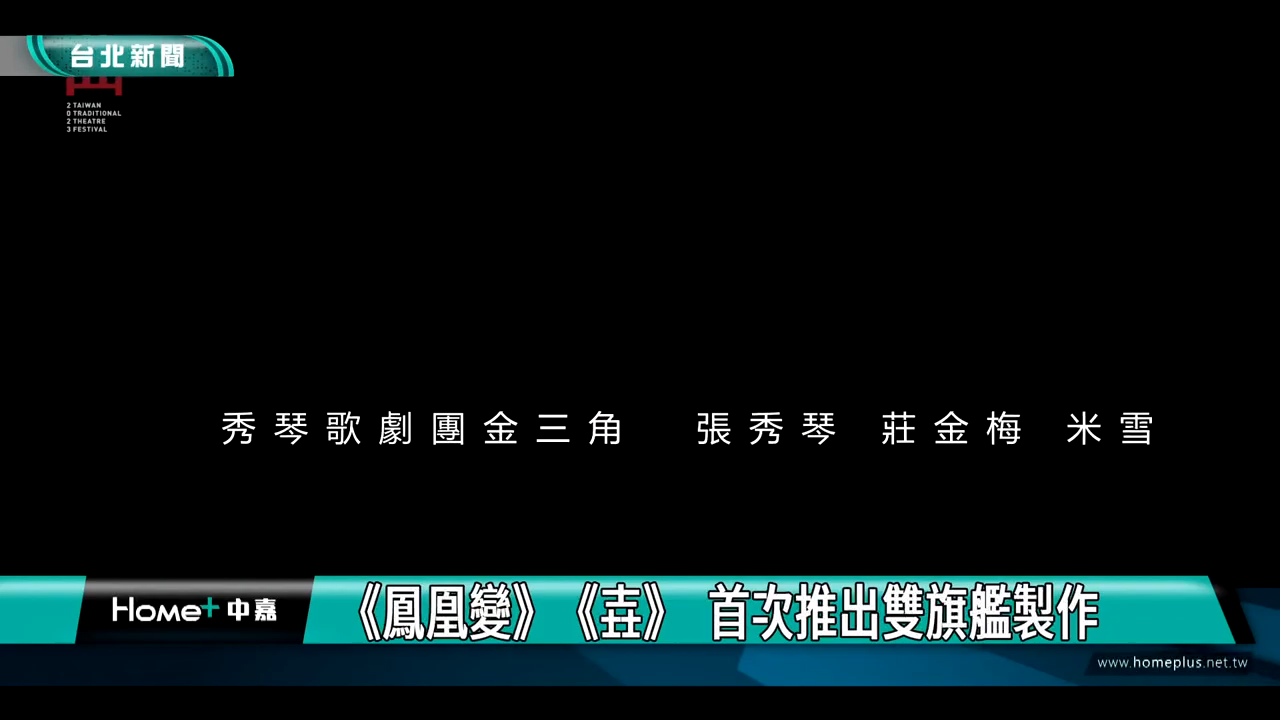 台北新聞
2 TAIWAN
0 TRADITIONAL
2 THEATRE
3 FESTIVAL
秀琴歌劇團金三角 張秀琴 莊金梅 米雪
Home+中嘉
《鳳凰變》《壵》 首次推出雙旗艦製作
www.homeplus.net.tw